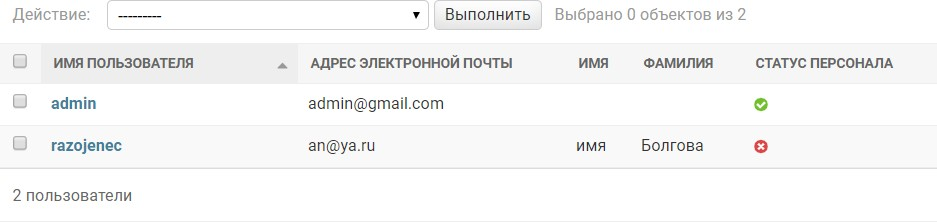 Действие: --------- Выполнить Выбрано 0 объектов из 2
ИМЯ ПОЛЬЗОВАТЕЛЯ АДРЕС ЭЛЕКТРОННОЙ ПОЧТЫ ИМЯ ФАМИЛИЯ СТАТУС ПЕРСОНАЛА
admin admin@gmail.com
razojenec an@ya.ru имя Болгова
2 пользователи